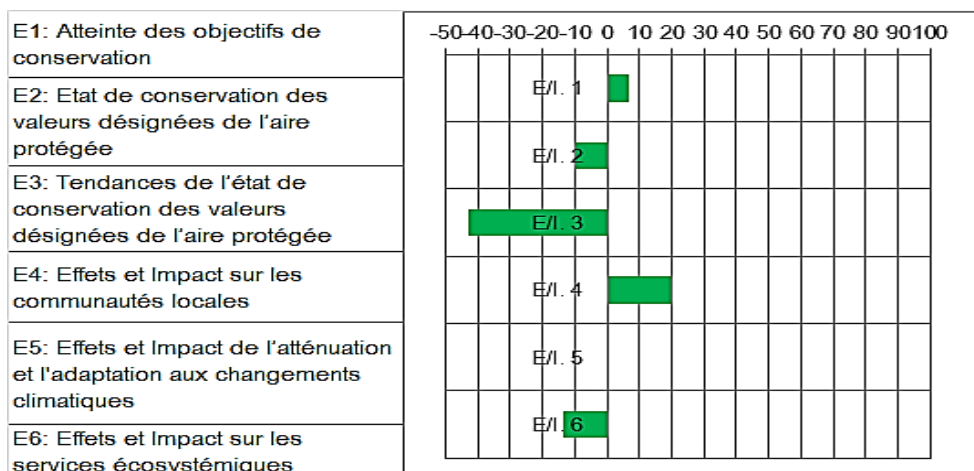 E1: Atteinte des objectifs de
conservation
E2: Etat de conservation des
valeurs désignées de l’aire
protégée
E3: Tendances de l’état de
conservation des valeurs
désignées de l’aire protégée
E4: Effets et Impact sur les
communautés locales
E5: Effets et Impact de l’atténuation
et l'adaptation aux changements
climatiques
E6: Effets et Impact sur les
services écosystémiques
-50 -40 -30 -20 -10 0 10 20 30 40 50 60 70 80 90 100
E/I. 1
E/I. 2
E/I. 3
E/I. 4
E/I. 5
E/I. 6